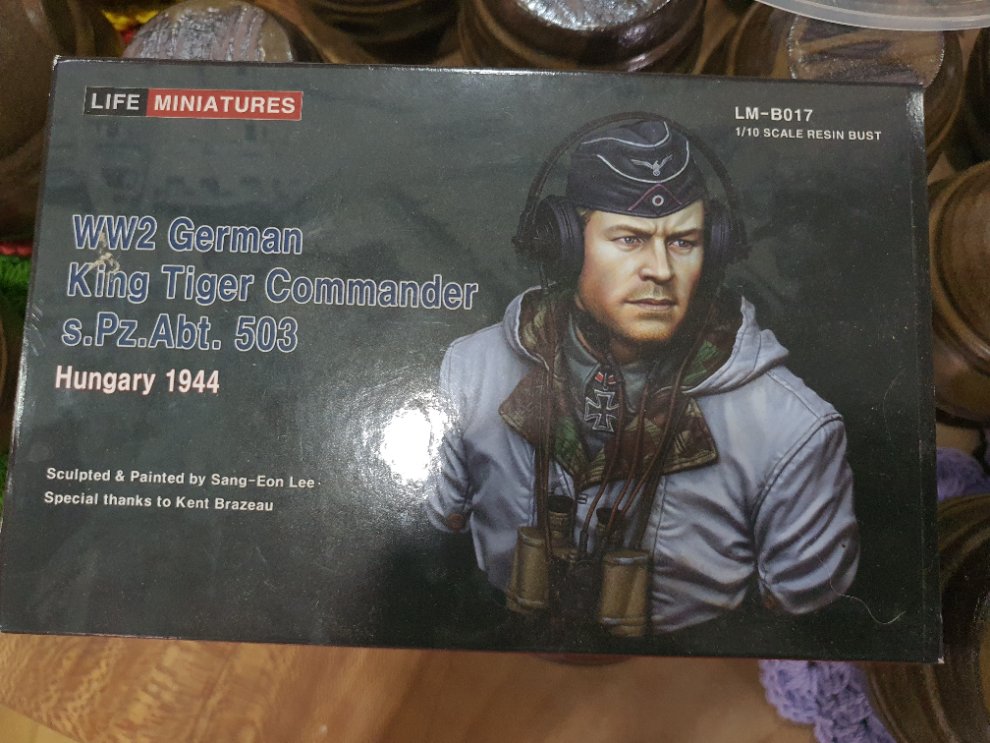 LIFE MINIATURES
LM-B017
1/10 SCALE RESIN BUST
WW2 German
King Tiger Commander
s.Pz.Abt. 503
Hungary 1944
Sculpted & Painted by Sang-Eon Lee
Special thanks to Kent Brazeau